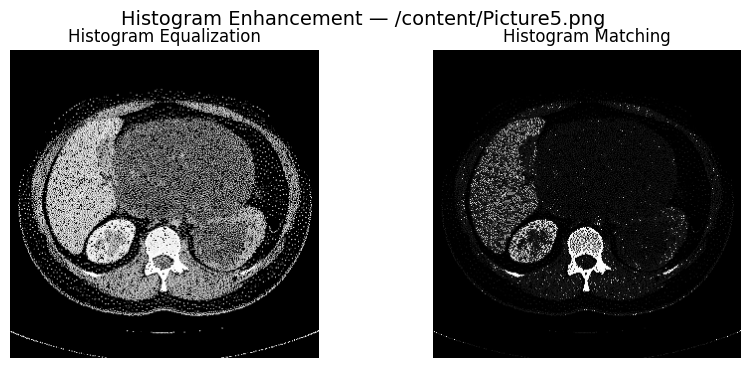 Histogram Enhancement — /content/Picture5.png
Histogram Equalization
Histogram Matching